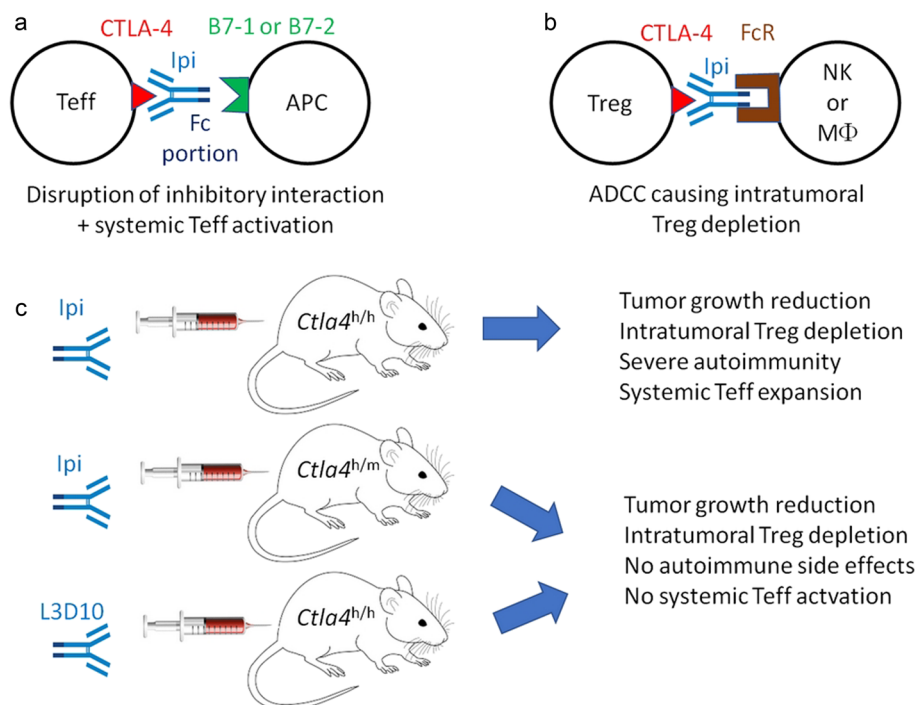 a
CTLA-4 B7-1 or B7-2
Ipi
Teff
APC
Fc
portion
Disruption of inhibitory interaction
+ systemic Teff activation
b
CTLA-4 FcR
Ipi
Treg
NK
or
MΦ
ADCC causing intratumoral
Treg depletion
c
Ipi
Ctla4h/h
Tumor growth reduction
Intratumoral Treg depletion
Severe autoimmunity
Systemic Teff expansion
Ipi
Ctla4h/m
L3D10
Ctla4h/h
Tumor growth reduction
Intratumoral Treg depletion
No autoimmune side effects
No systemic Teff actvation